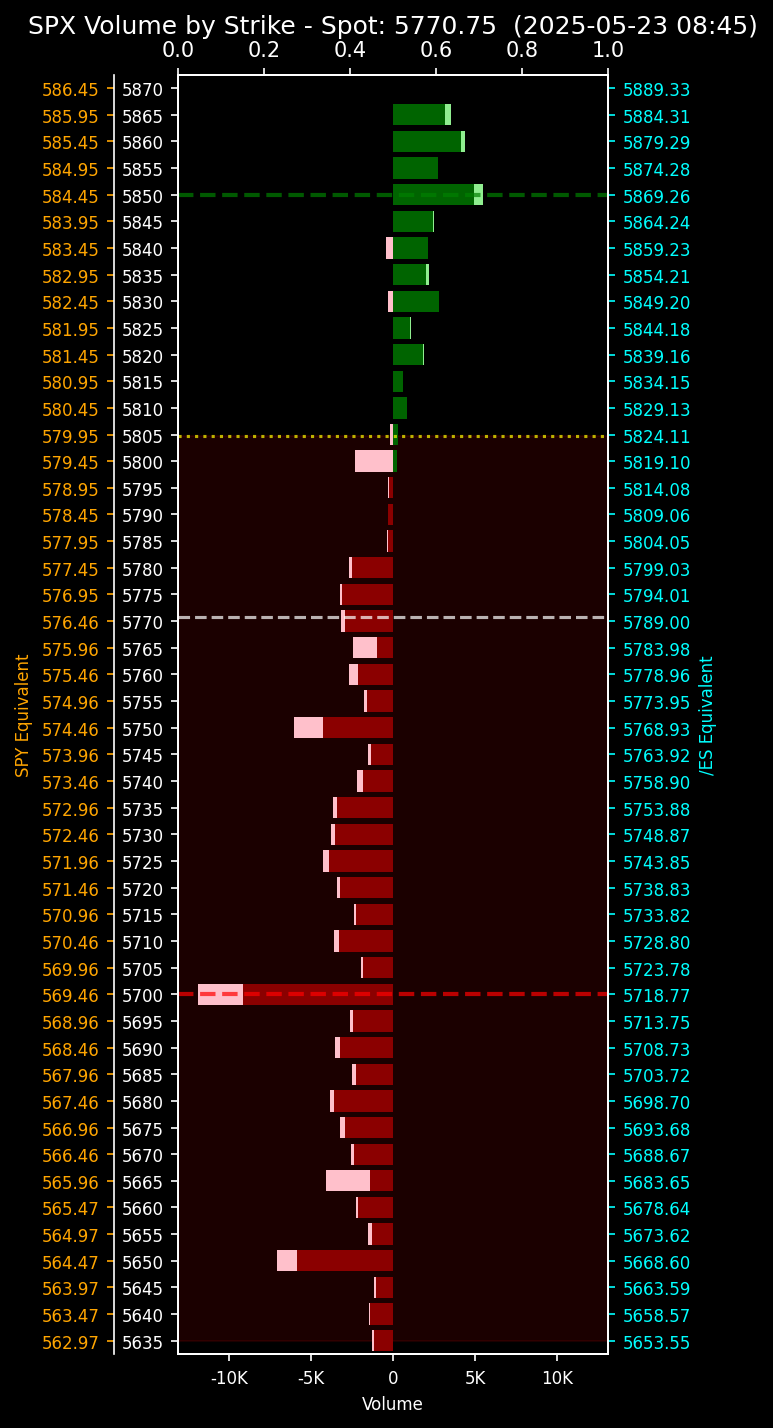 SPX Volume by Strike - Spot: 5770.75  (2025-05-23 08:45)
0.0 0.2 0.4 0.6 0.8 1.0
586.45 5870 5889.33
585.95 5865 5884.31
585.45 5860 5879.29
584.95 5855 5874.28
584.45 5850 5869.26
583.95 5845 5864.24
583.45 5840 5859.23
582.95 5835 5854.21
582.45 5830 5849.20
581.95 5825 5844.18
581.45 5820 5839.16
580.95 5815 5834.15
580.45 5810 5829.13
579.95 5805 5824.11
579.45 5800 5819.10
578.95 5795 5814.08
578.45 5790 5809.06
577.95 5785 5804.05
577.45 5780 5799.03
576.95 5775 5794.01
576.46 5770 5789.00
575.96 5765 5783.98
575.46 5760 5778.96
574.96 5755 5773.95
574.46 5750 5768.93
573.96 5745 5763.92
573.46 5740 5758.90
572.96 5735 5753.88
572.46 5730 5748.87
571.96 5725 5743.85
571.46 5720 5738.83
570.96 5715 5733.82
570.46 5710 5728.80
569.96 5705 5723.78
569.46 5700 5718.77
568.96 5695 5713.75
568.46 5690 5708.73
567.96 5685 5703.72
567.46 5680 5698.70
566.96 5675 5693.68
566.46 5670 5688.67
565.96 5665 5683.65
565.47 5660 5678.64
564.97 5655 5673.62
564.47 5650 5668.60
563.97 5645 5663.59
563.47 5640 5658.57
562.97 5635 5653.55
SPY Equivalent
/ES Equivalent
-10K -5K 0 5K 10K
Volume